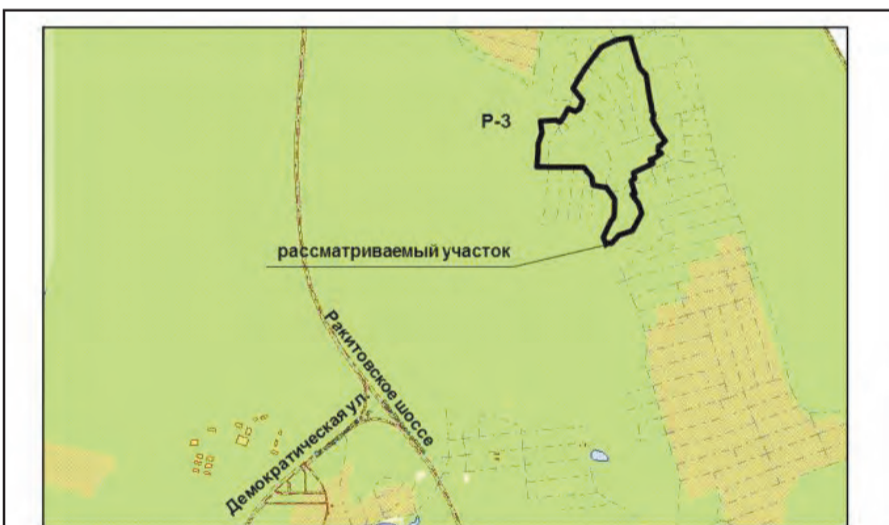 Р-3
рассматриваемый участок
Ракитовское шоссе
Демократическая ул.